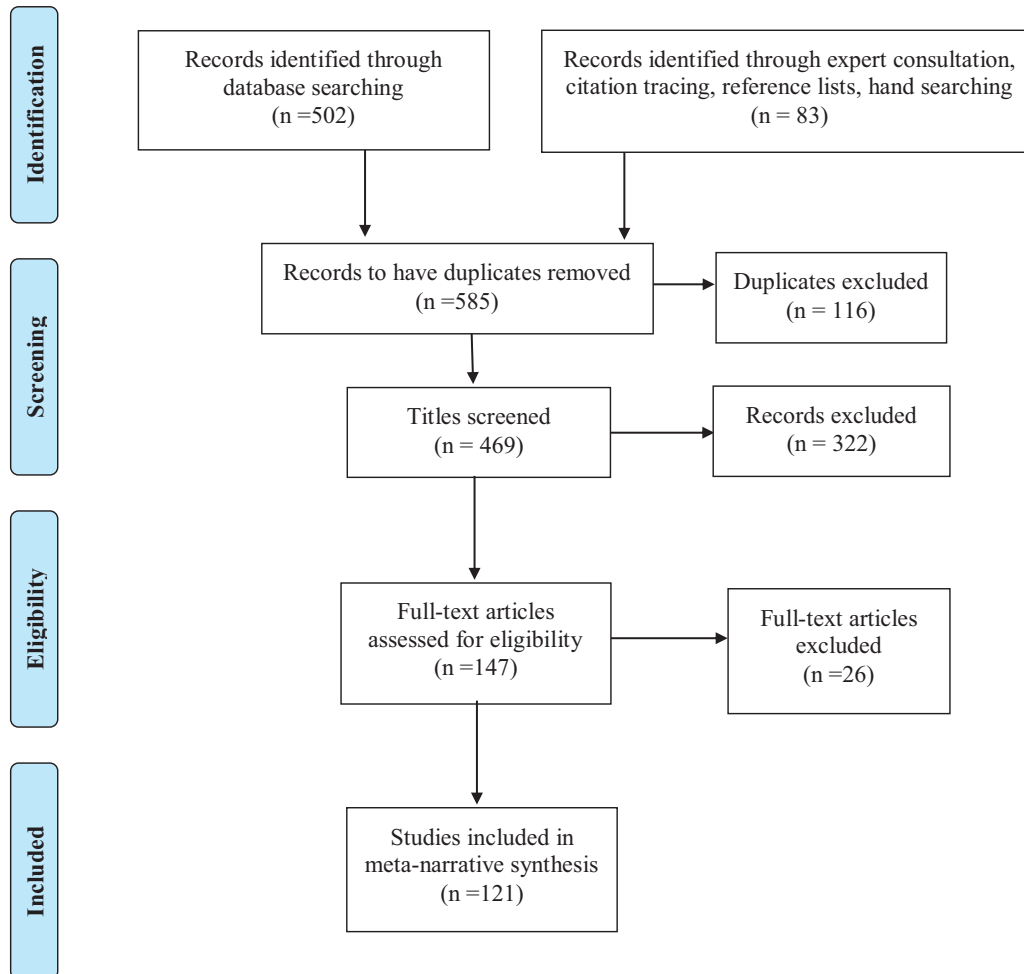 Identification
Records identified through
database searching
(n =502)
Records identified through expert consultation,
citation tracing, reference lists, hand searching
(n = 83)
Screening
Records to have duplicates removed
(n =585)
Duplicates excluded
(n = 116)
Titles screened
(n = 469)
Records excluded
(n = 322)
Eligibility
Full-text articles
assessed for eligibility
(n =147)
Full-text articles
excluded
(n =26)
Included
Studies included in
meta-narrative synthesis
(n =121)